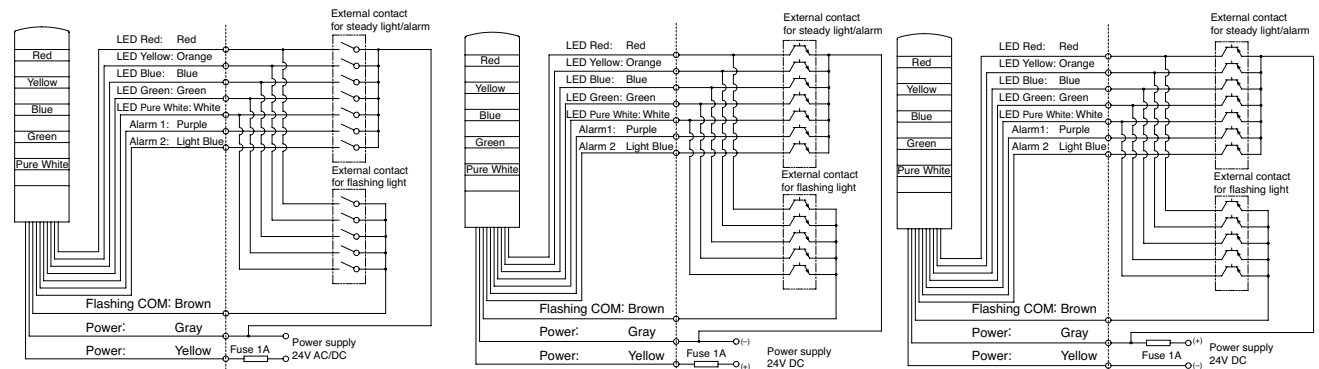 External contact
for steady light/alarm
Red
Yellow
Blue
Green
Pure White
LED Red: Red
LED Yellow: Orange
LED Blue: Blue
LED Green: Green
LED Pure White: White
Alarm 1: Purple
Alarm 2: Light Blue
External contact
for flashing light
Flashing COM: Brown
Power: Gray
Power: Yellow
Fuse 1A
Power supply
24V AC/DC
External contact
for steady light/alarm
Red
Yellow
Blue
Green
Pure White
LED Red: Red
LED Yellow: Orange
LED Blue: Blue
LED Green: Green
LED Pure White: White
Alarm1: Purple
Alarm 2 Light Blue
External contact
for flashing light
Flashing COM: Brown
Power: Gray
(−)
Power: Yellow
Fuse 1A
(+)
Power supply
24V DC
External contact
for steady light/alarm
Red
Yellow
Blue
Green
Pure White
LED Red: Red
LED Yellow: Orange
LED Blue: Blue
LED Green: Green
LED Pure White: White
Alarm1: Purple
Alarm 2 Light Blue
External contact
for flashing light
Flashing COM: Brown
Power: Gray
(+)
Fuse 1A
Power: Yellow
(−)
Power supply
24V DC